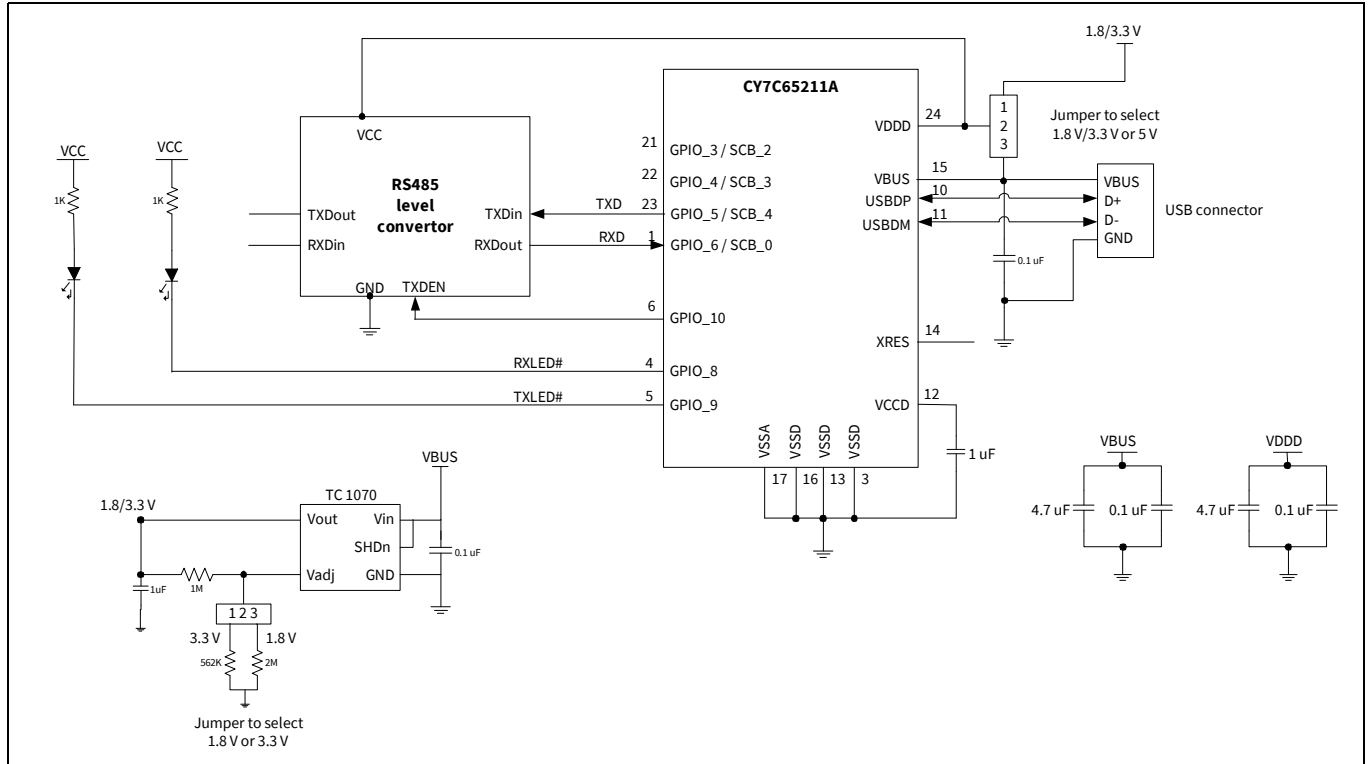 1.8/3.3 V
CY7C65211A
VCC
VCC
VCC
RS485
level
convertor
TXDout
RXDin
TXDin
RXDout
GND
TXDEN
1K
1K
TXD
RXD
21
GPIO_3 / SCB_2
22
GPIO_4 / SCB_3
23
GPIO_5 / SCB_4
1
GPIO_6 / SCB_0
6
GPIO_10
RXLED#
4
GPIO_8
TXLED#
5
GPIO_9
VDDD
24
VBUS
15
USBDP
10
USBDM
11
XRES
14
VCCD
12
1 uF
VSSA
VSSD
VSSD
VSSD
17
16
13
3
1
2
3
Jumper to select
1.8 V/3.3 V or 5 V
VBUS
D+
D-
GND
USB connector
0.1 uF
VBUS
4.7 uF
0.1 uF
VDDD
4.7 uF
0.1 uF
VBUS
TC 1070
1.8/3.3 V
Vout
Vin
SHDn
Vadj
GND
0.1 uF
1uF
1M
1 2 3
3.3 V
1.8 V
562K
2M
Jumper to select
1.8 V or 3.3 V